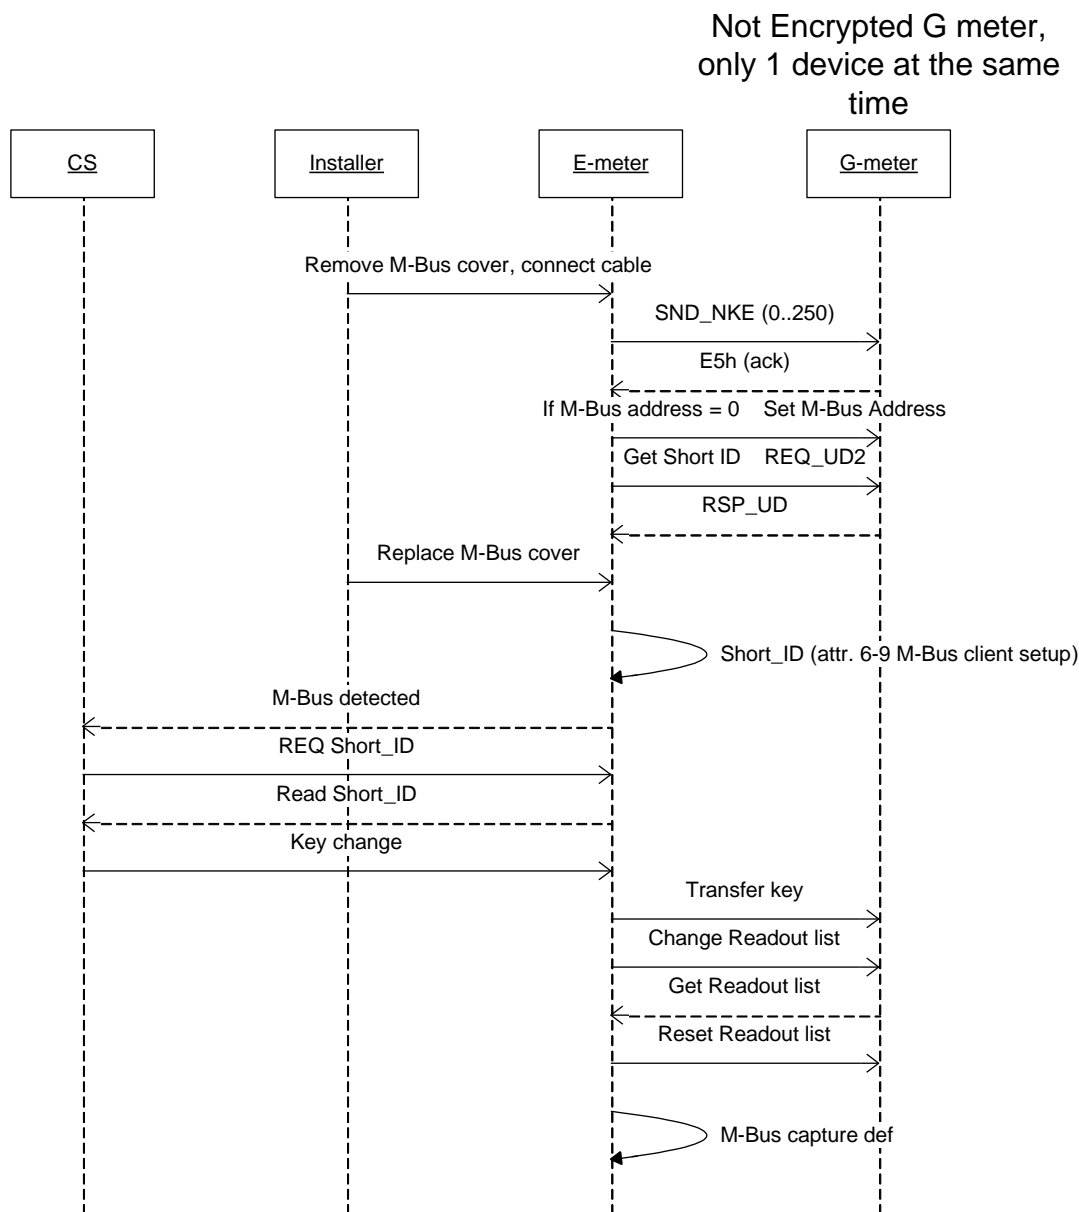 Not Encrypted G meter,
only 1 device at the same
time
CS
Installer
E-meter
G-meter
Remove M-Bus cover, connect cable
SND_NKE (0..250)
E5h (ack)
If M-Bus address = 0 Set M-Bus Address
Get Short ID REQ_UD2
RSP_UD
Replace M-Bus cover
Short_ID (attr. 6-9 M-Bus client setup)
M-Bus detected
REQ Short_ID
Read Short_ID
Key change
Transfer key
Change Readout list
Get Readout list
Reset Readout list
M-Bus capture def